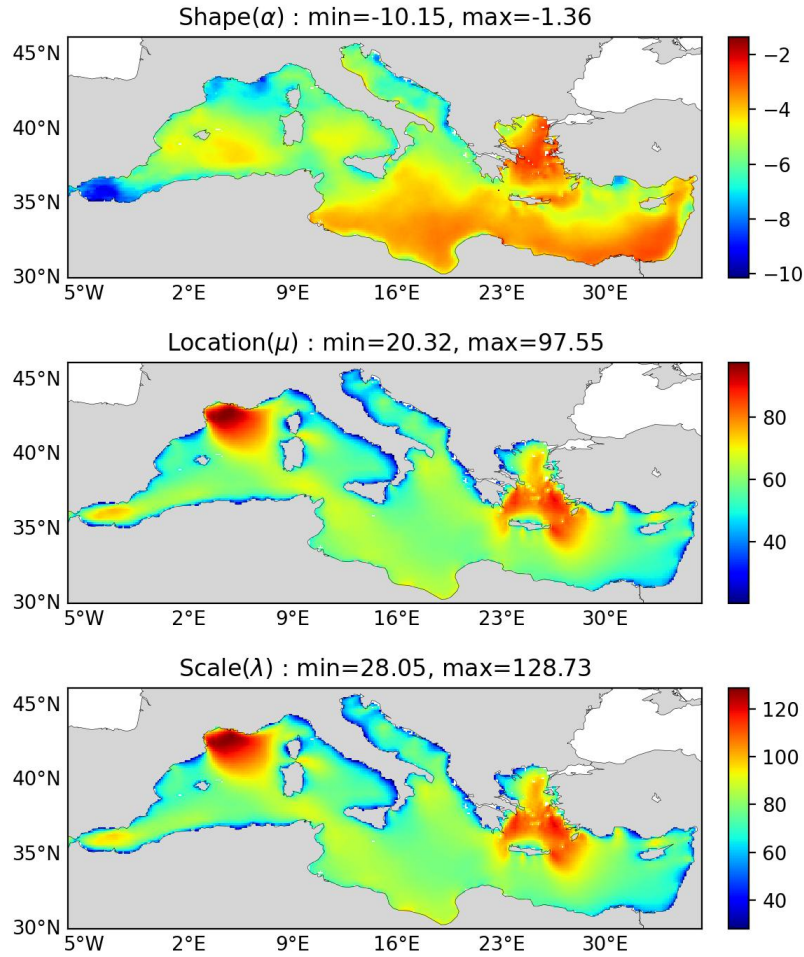 Shape(α) : min=-10.15, max=-1.36
45°N
40°N
35°N
30°N
5°W 2°E 9°E 16°E 23°E 30°E
−2
−4
−6
−8
−10
Location(μ) : min=20.32, max=97.55
45°N
40°N
35°N
30°N
5°W 2°E 9°E 16°E 23°E 30°E
80
60
40
Scale(λ) : min=28.05, max=128.73
45°N
40°N
35°N
30°N
5°W 2°E 9°E 16°E 23°E 30°E
120
100
80
60
40